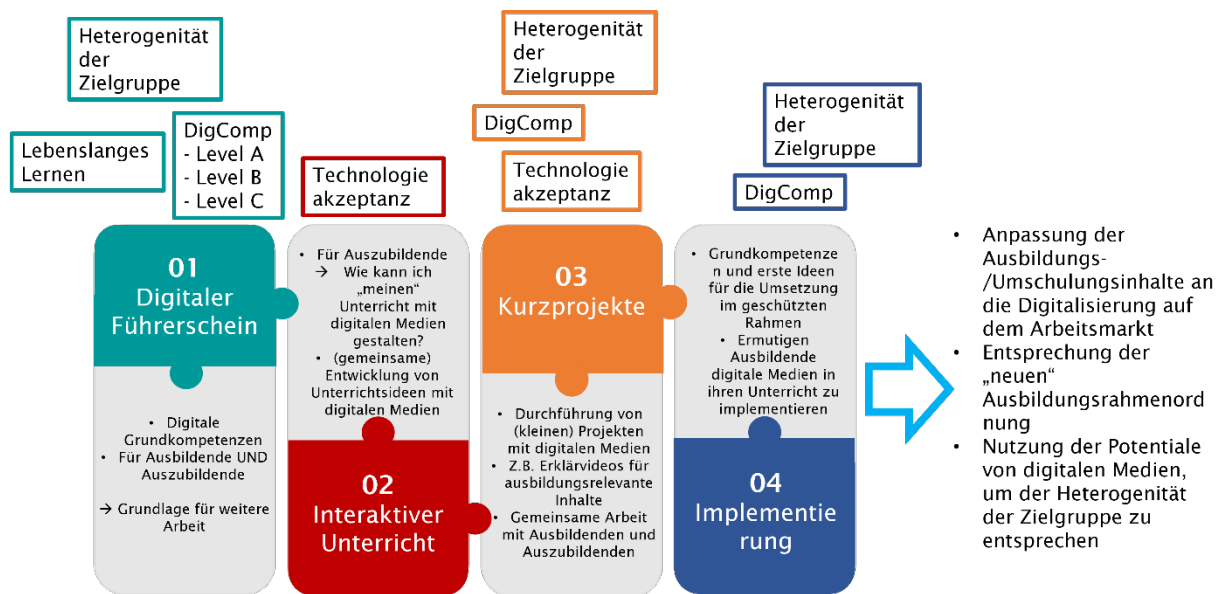 Heterogenität
der
Zielgruppe
Lebenslanges
Lernen
DigComp
- Level A
- Level B
- Level C
01
Digitaler
Führerschein
• Digitale
Grundkompetenzen
• Für Ausbildende UND
Auszubildende
→ Grundlage für weitere
Arbeit
Technologie
akzeptanz
• Für Auszubildende
→ Wie kann ich
„meinen“
Unterricht mit
digitalen Medien
gestalten?
• (gemeinsame)
Entwicklung von
Unterrichtsideen mit
digitalen Medien
02
Interaktiver
Unterricht
Heterogenität
der
Zielgruppe
DigComp
Technologie
akzeptanz
03
Kurzprojekte
• Durchführung von
(kleinen) Projekten
mit digitalen Medien
• Z.B. Erklärvideos für
ausbildungsrelevante
Inhalte
• Gemeinsame Arbeit
mit Ausbildenden und
Auszubildenden
Heterogenität
der
Zielgruppe
DigComp
• Grundkompetenze
n und erste Ideen
für die Umsetzung
im geschützten
Rahmen
• Ermutigen
Ausbildende
digitale Medien in
ihren Unterricht zu
implementieren
04
Implementie
rung
• Anpassung der
Ausbildungs-
/Umschulungsinhalte an
die Digitalisierung auf
dem Arbeitsmarkt
• Entsprechung der
„neuen“
Ausbildungsrahmenord
nung
• Nutzung der Potentiale
von digitalen Medien,
um der Heterogenität
der Zielgruppe zu
entsprechen